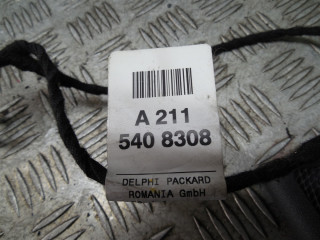 A 211
540 8308
DELPHI PACKARD
ROMANIA GmbH